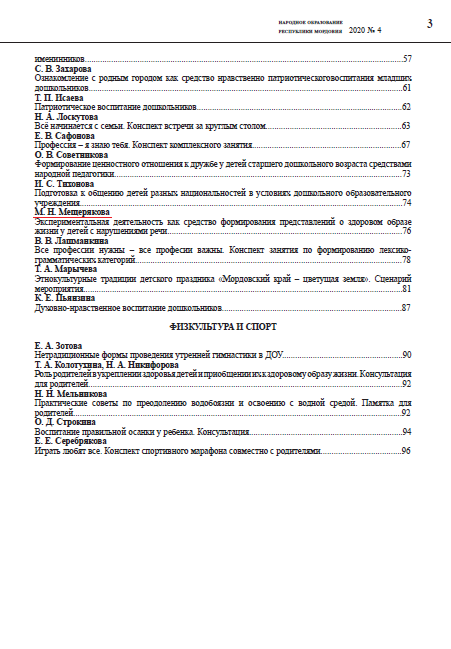 НАРОДНОЕ ОБРАЗОВАНИЕ
РЕСПУБЛИКИ МОРДОВИЯ 2020 № 4
3
именинников....57
С. В. Захарова
Ознакомление с родным городом как средство нравственно патриотическоговоспитания младших
дошкольников....61
Т. П. Исаева
Патриотическое воспитание дошкольников....62
Н. А. Лоскутова
Всё начинается с семьи. Конспект встречи за круглым столом....63
Е. В. Сафонова
Профессия – я знаю тебя. Конспект комплексного занятия....67
О. В. Советникова
Формирование ценностного отношения к дружбе у детей старшего дошкольного возраста средствами
народной педагогики....73
И. С. Тихонова
Подготовка к общению детей разных национальностей в условиях дошкольного образовательного
учреждения....74
М. Н. Мещерякова
Экспериментальная деятельность как средство формирования представлений о здоровом образе
жизни у детей с нарушениями речи....76
В. В. Лашманкина
Все профессии нужны – все професии важны. Конспект занятия по формированию лексико-
грамматических категорий....78
Т. А. Марычева
Этнокультурные традиции детского праздника «Мордовский край – цветущая земля». Сценарий
мероприятия....81
К. Е. Пьянзина
Духовно-нравственное воспитание дошкольников....87
ФИЗКУЛЬТУРА И СПОРТ
Е. А. Зотова
Нетрадиционные формы проведения утренней гимнастики в ДОУ....90
Т. А. Колотухина, Н. А. Никифорова
Роль родителей в укреплении здоровья детей и приобщении их к здоровому образу жизни. Консультация
для родителей....92
Н. Н. Мельникова
Практические советы по преодолению водобоязни и освоению с водной средой. Памятка для
родителей....92
О. Д. Строкина
Воспитание правильной осанки у ребенка. Консультация....94
Е. Е. Серебрякова
Играть любят все. Конспект спортивного марафона совместно с родителями....96